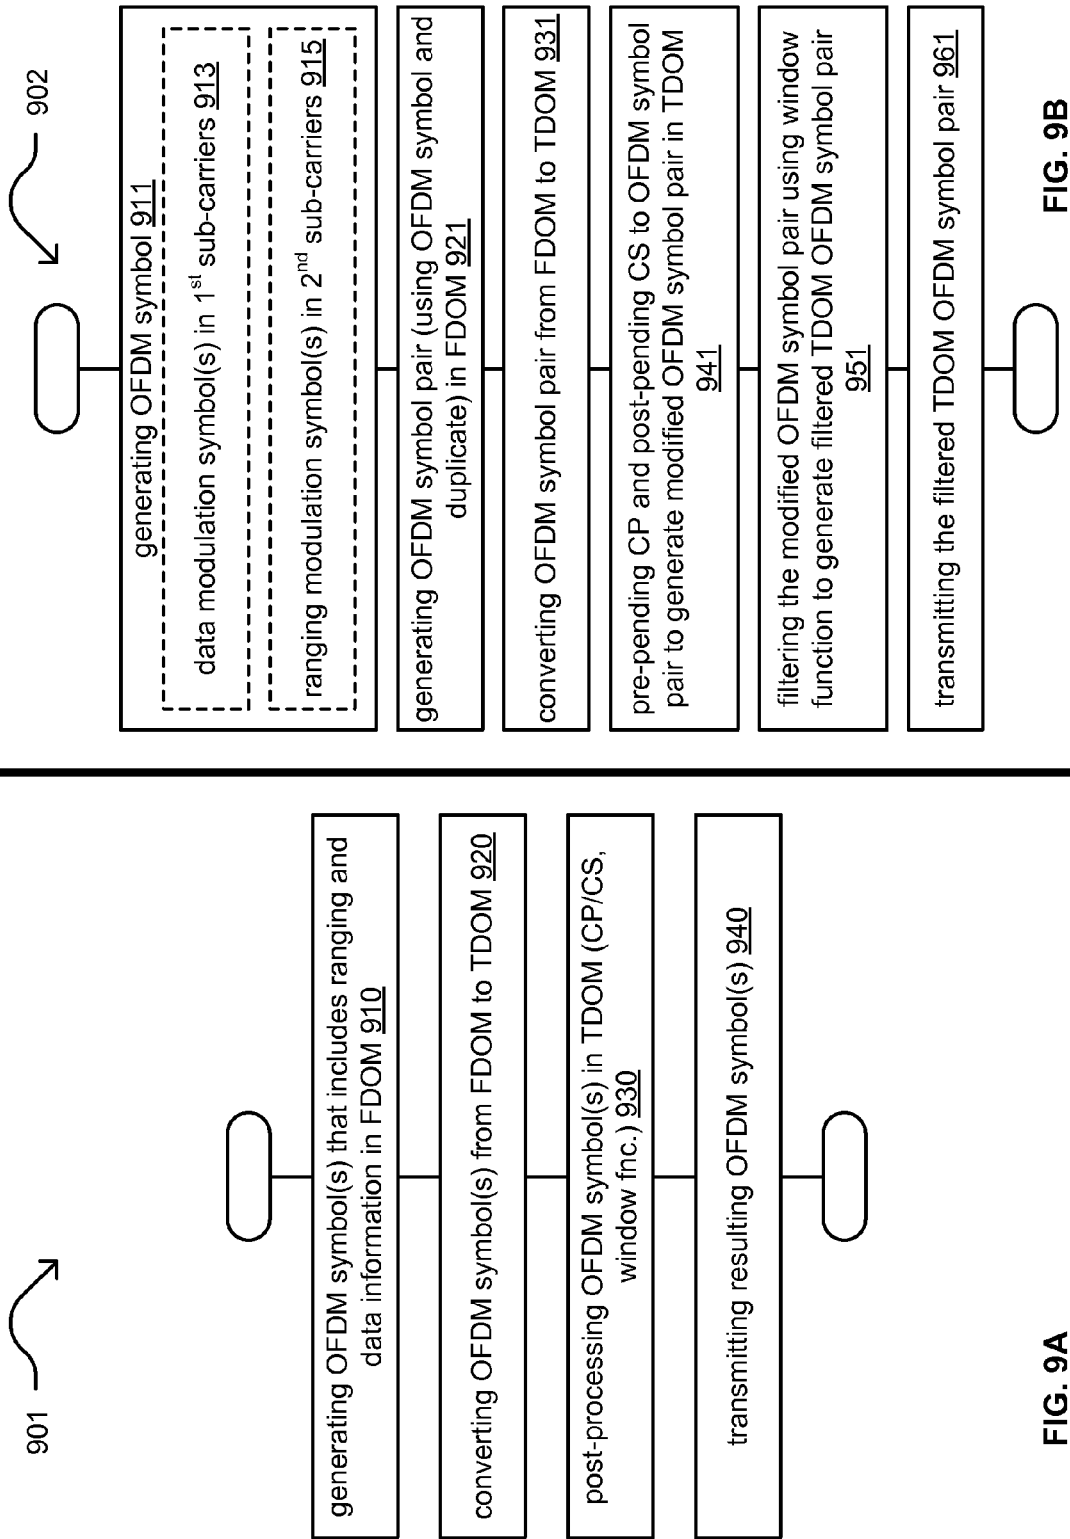 901
generating OFDM symbol(s) that includes ranging and
data information in FDOM 910
converting OFDM symbol(s) from FDOM to TDOM 920
post-processing OFDM symbol(s) in TDOM (CP/CS,
window fnc.) 930
transmitting resulting OFDM symbol(s) 940
FIG. 9A
902
generating OFDM symbol 911
data modulation symbol(s) in 1st sub-carriers 913
ranging modulation symbol(s) in 2nd sub-carriers 915
generating OFDM symbol pair (using OFDM symbol and
duplicate) in FDOM 921
converting OFDM symbol pair from FDOM to TDOM 931
pre-pending CP and post-pending CS to OFDM symbol
pair to generate modified OFDM symbol pair in TDOM
941
filtering the modified OFDM symbol pair using window
function to generate filtered TDOM OFDM symbol pair
951
transmitting the filtered TDOM OFDM symbol pair 961
FIG. 9B